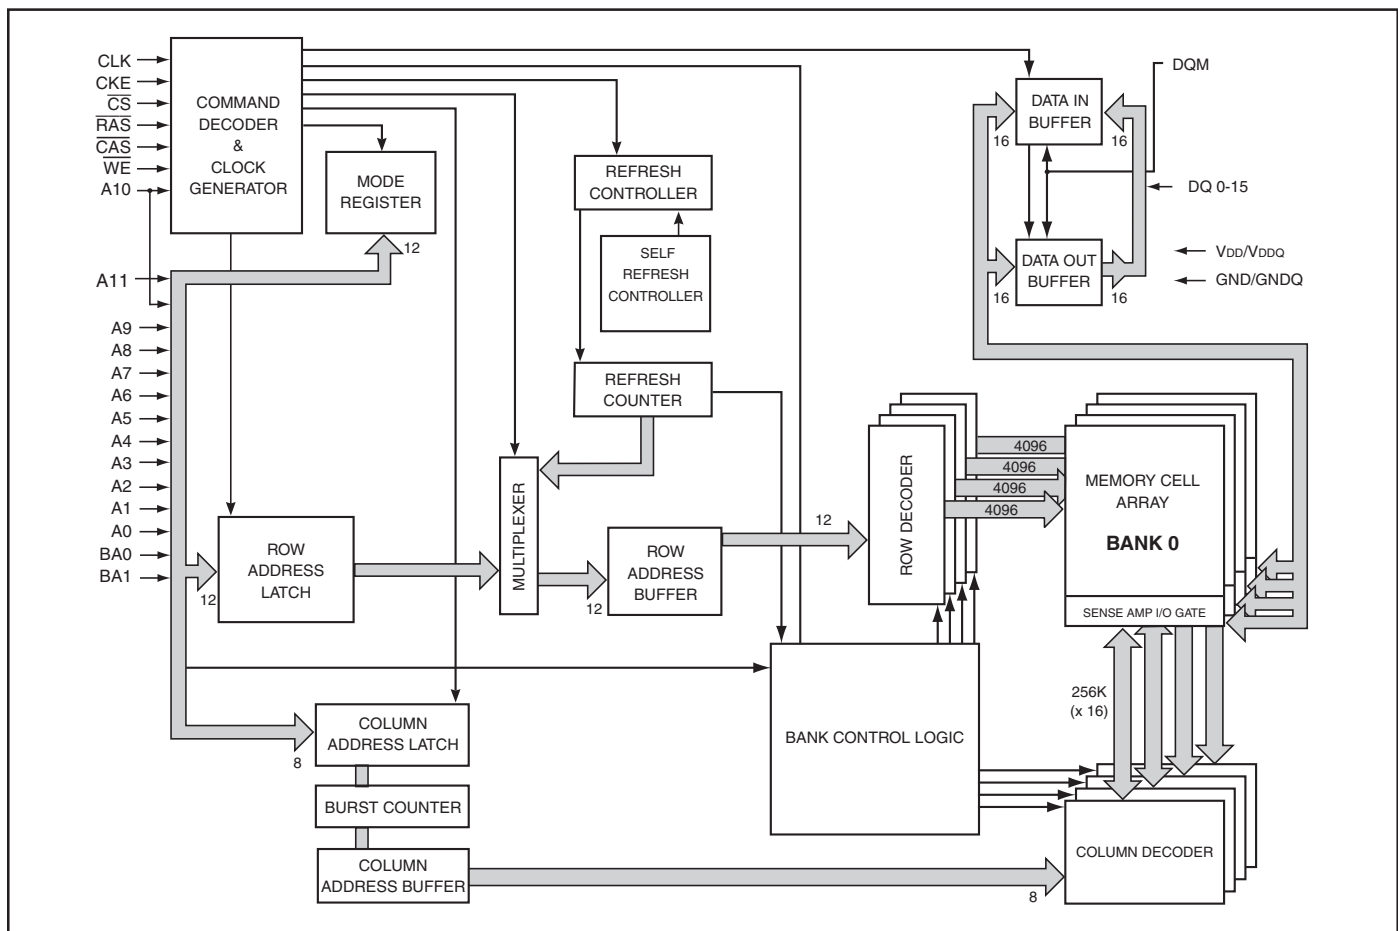 CLK
CKE
CS
RAS
CAS
WE
A10
A11
A9
A8
A7
A6
A5
A4
A3
A2
A1
A0
BA0
BA1
COMMAND
DECODER
&
CLOCK
GENERATOR
MODE
REGISTER
12
REFRESH
CONTROLLER
SELF
REFRESH
CONTROLLER
REFRESH
COUNTER
DATA IN
BUFFER
16
16
DQM
DQ 0-15
VDD/VDDQ
GND/GNDQ
DATA OUT
BUFFER
16
16
12
ROW
ADDRESS
LATCH
MULTIPLEXER
12
ROW
ADDRESS
BUFFER
12
ROW DECODER
4096
4096
4096
4096
MEMORY CELL
ARRAY
BANK 0
SENSE AMP I/O GATE
256K
(x 16)
BANK CONTROL LOGIC
8
COLUMN
ADDRESS LATCH
BURST COUNTER
COLUMN
ADDRESS BUFFER
8
COLUMN DECODER